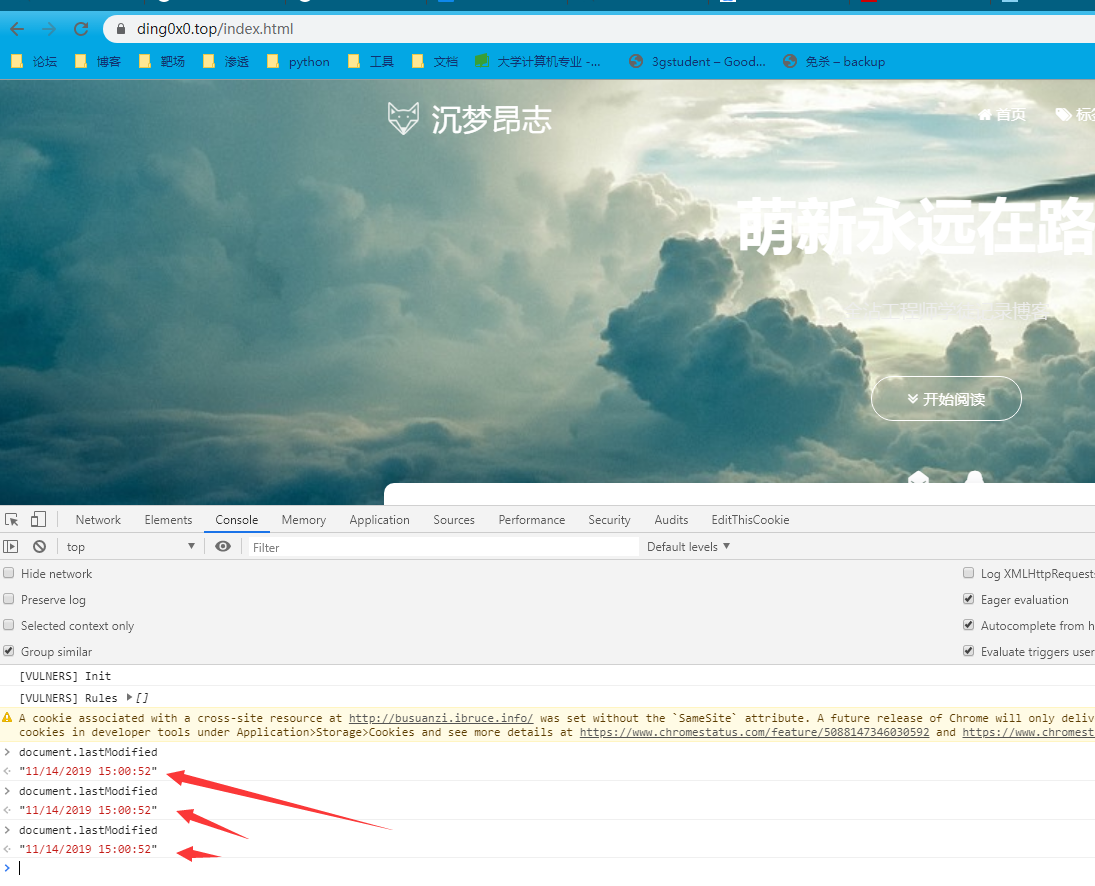 ding0x0.top/index.html
论坛 博客 靶场 渗透 python 工具 文档 大学计算机专业 -... 3gstudent – Good... 免杀 – backup
沉梦昂志 首页
萌新永远在路
开始阅读
Network Elements Console Memory Application Sources Performance Security Audits EditThisCookie
top Filter Default levels
Hide network Log XMLHttpRequests
Preserve log Eager evaluation
Selected context only Autocomplete from h
Group similar Evaluate triggers user
[VULNERS] Init
[VULNERS] Rules []
A cookie associated with a cross-site resource at http://busuanzi.ibruce.info/ was set without the `SameSite` attribute. A future release of Chrome will only deliv
cookies in developer tools under Application>Storage>Cookies and see more details at https://www.chromestatus.com/feature/5088147346030592 and https://www.chromest
document.lastModified
"11/14/2019 15:00:52"
document.lastModified
"11/14/2019 15:00:52"
document.lastModified
"11/14/2019 15:00:52"